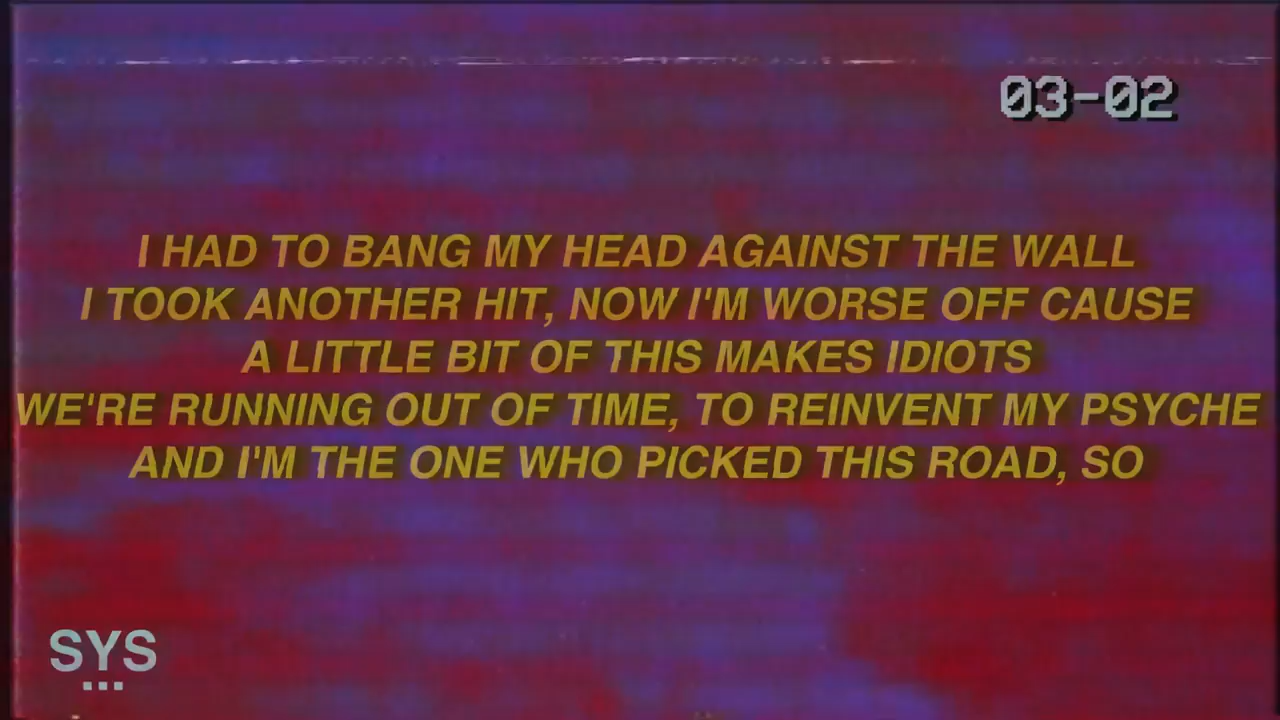 03-02
I HAD TO BANG MY HEAD AGAINST THE WALL
I TOOK ANOTHER HIT, NOW I'M WORSE OFF CAUSE
A LITTLE BIT OF THIS MAKES IDIOTS
WE'RE RUNNING OUT OF TIME, TO REINVENT MY PSYCHE
AND I'M THE ONE WHO PICKED THIS ROAD, SO
SYS
...